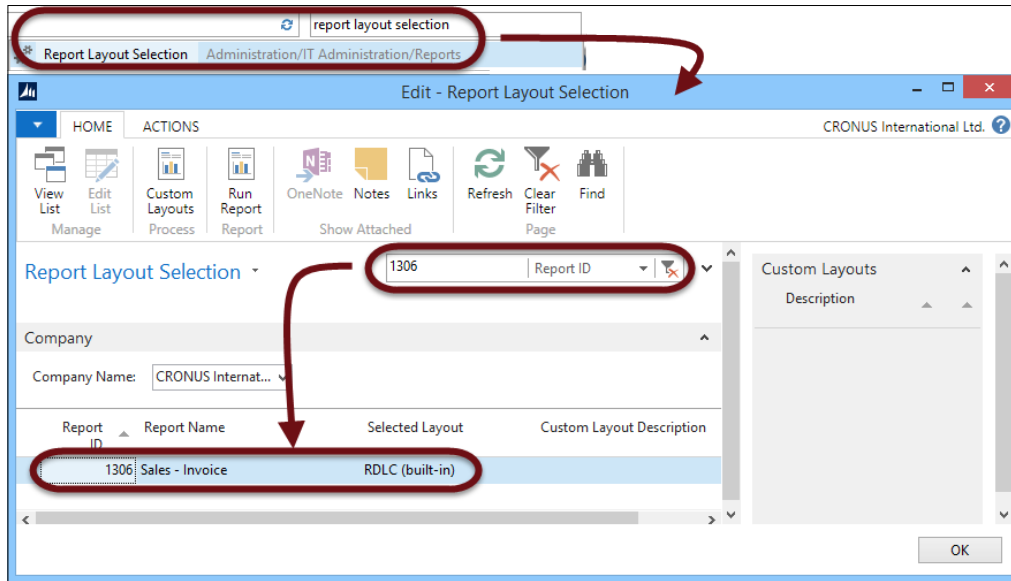 report layout selection
Report Layout Selection Administration/IT Administration/Reports
Edit - Report Layout Selection
HOME ACTIONS CRONUS International Ltd.
View List Edit List Custom Layouts Run Report OneNote Notes Links Refresh Clear Filter Find
Manage Process Report Show Attached Page
Report Layout Selection 1306 Report ID Custom Layouts
Description
Company
Company Name: CRONUS Internat...
Report ID Report Name Selected Layout Custom Layout Description
1306 Sales - Invoice RDLC (built-in)
OK